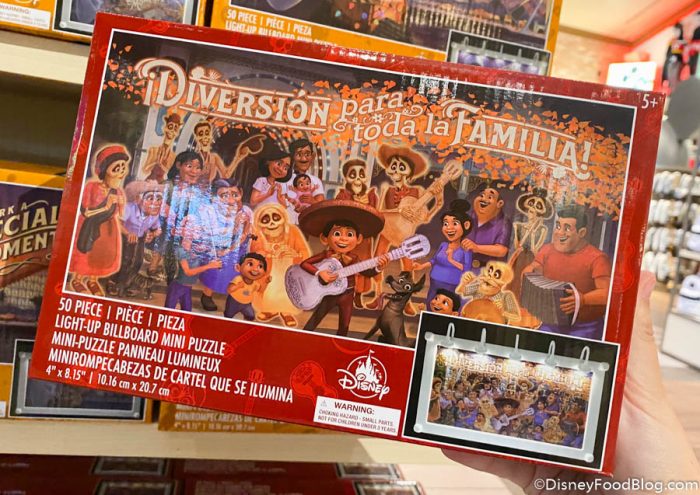 50 PIECE | PIÈCE | PIEZA
LIGHT-UP BILLBOARD MINI PUZZLE
WARNING:
5+
¡DIVERSIÓN para
toda la FAMILIA!
50 PIECE | PIÈCE | PIEZA
LIGHT-UP BILLBOARD MINI PUZZLE
MINI-PUZZLE PANNEAU LUMINEUX
MINIROMPECABEZAS DE CARTEL QUE SE ILUMINA
4" x 8.15" | 10.16 cm x 20.7 cm
Disney
WARNING:
CHOKING HAZARD - Small parts.
NOT FOR CHILDREN UNDER 3 YEARS
¡DIVERSIÓN
©DisneyFoodBlog.com